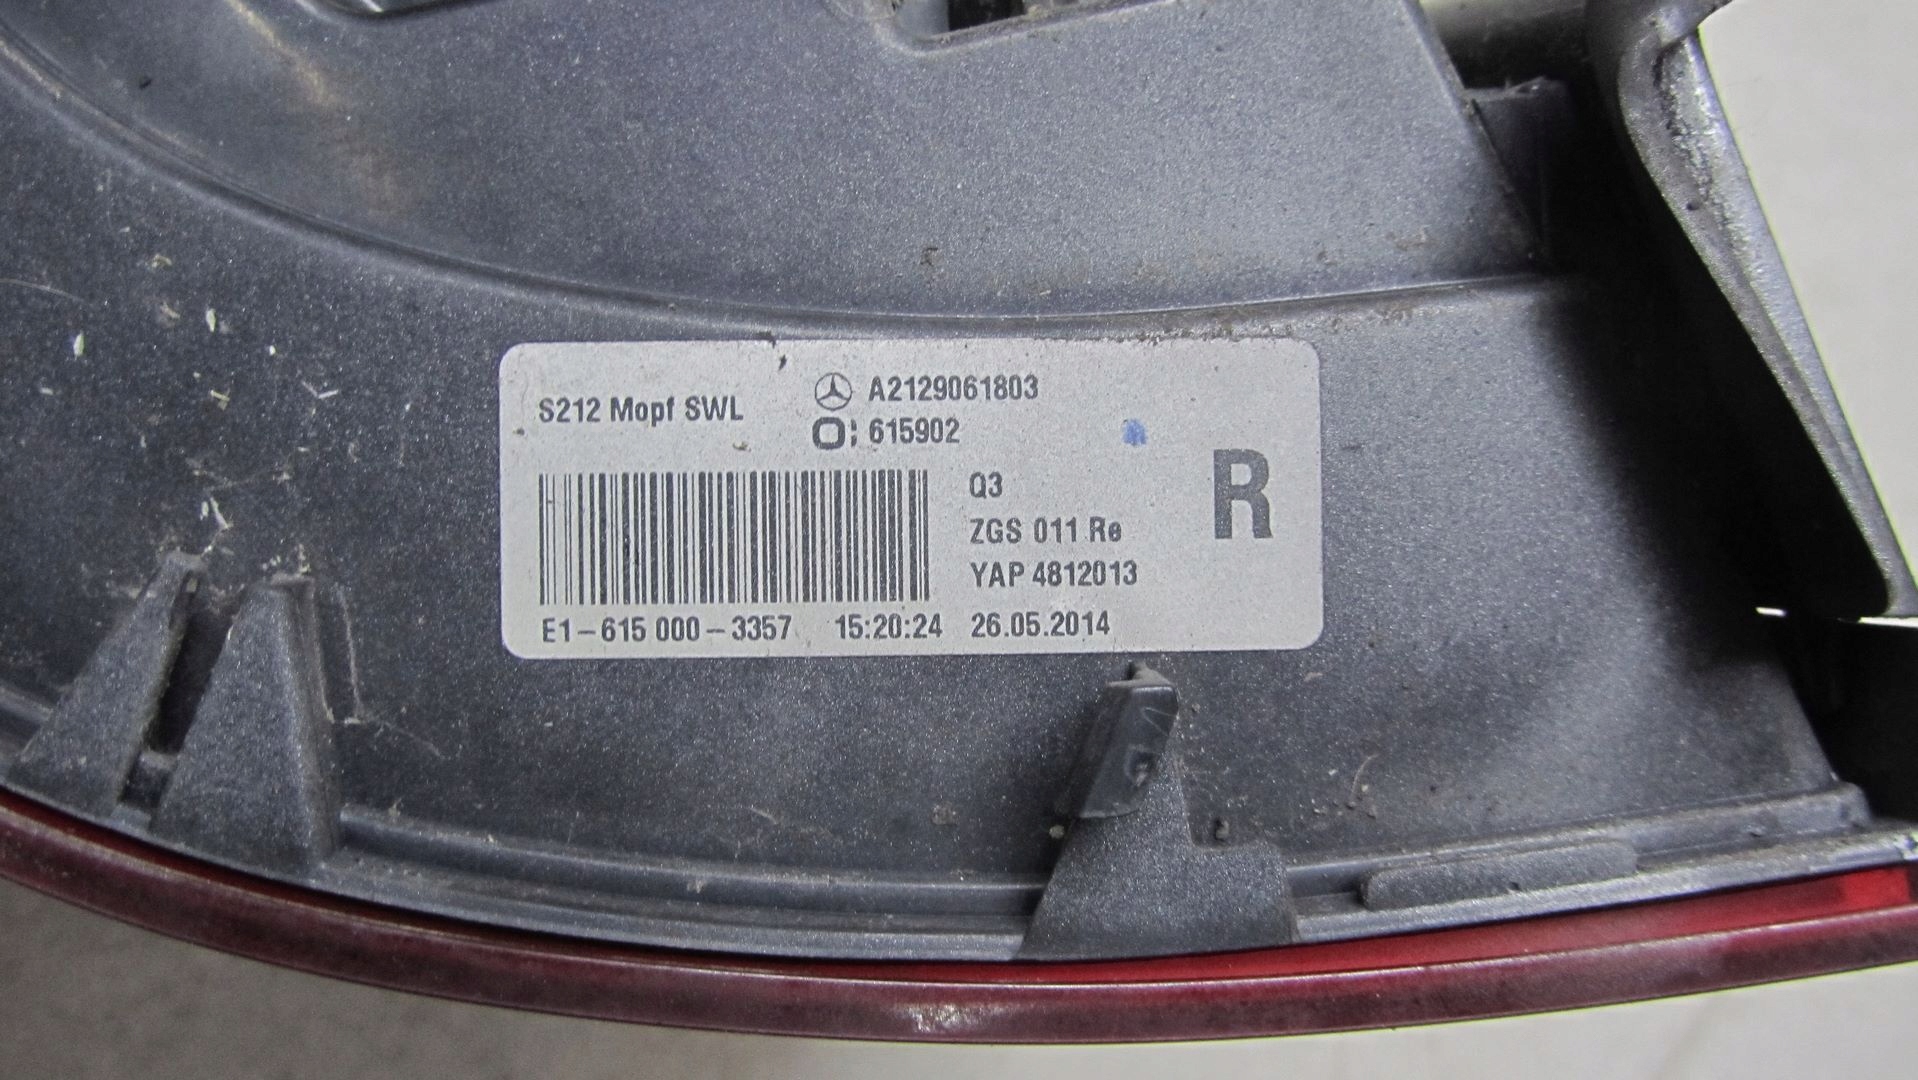 S212 Mopf SWL
A2129061803
615902
Q3
ZGS 011 Re
YAP 4812013
R
E1-615 000-3357 15:20:24 26.05.2014